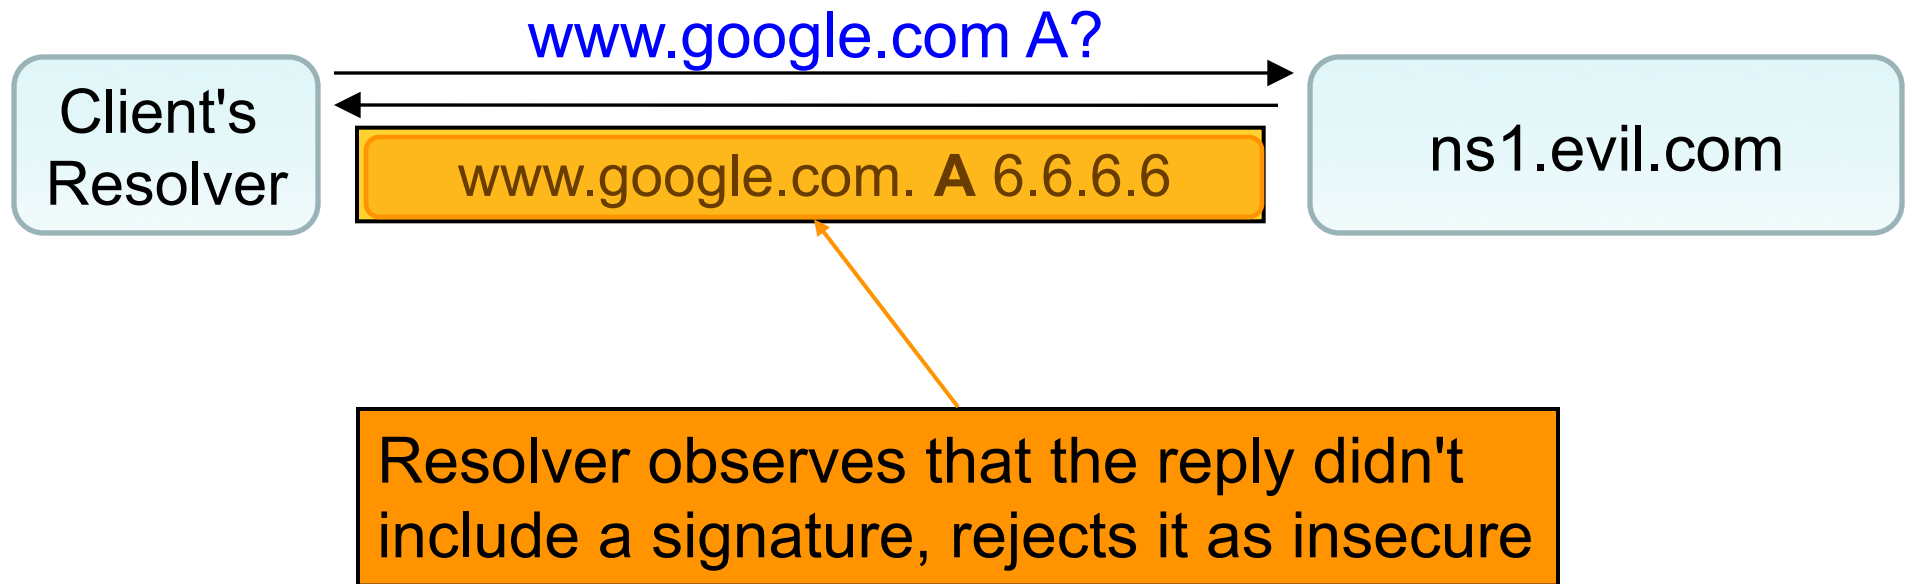 www.google.com A?
Client's
Resolver
ns1.evil.com
www.google.com. A 6.6.6.6
Resolver observes that the reply didn't
include a signature, rejects it as insecure